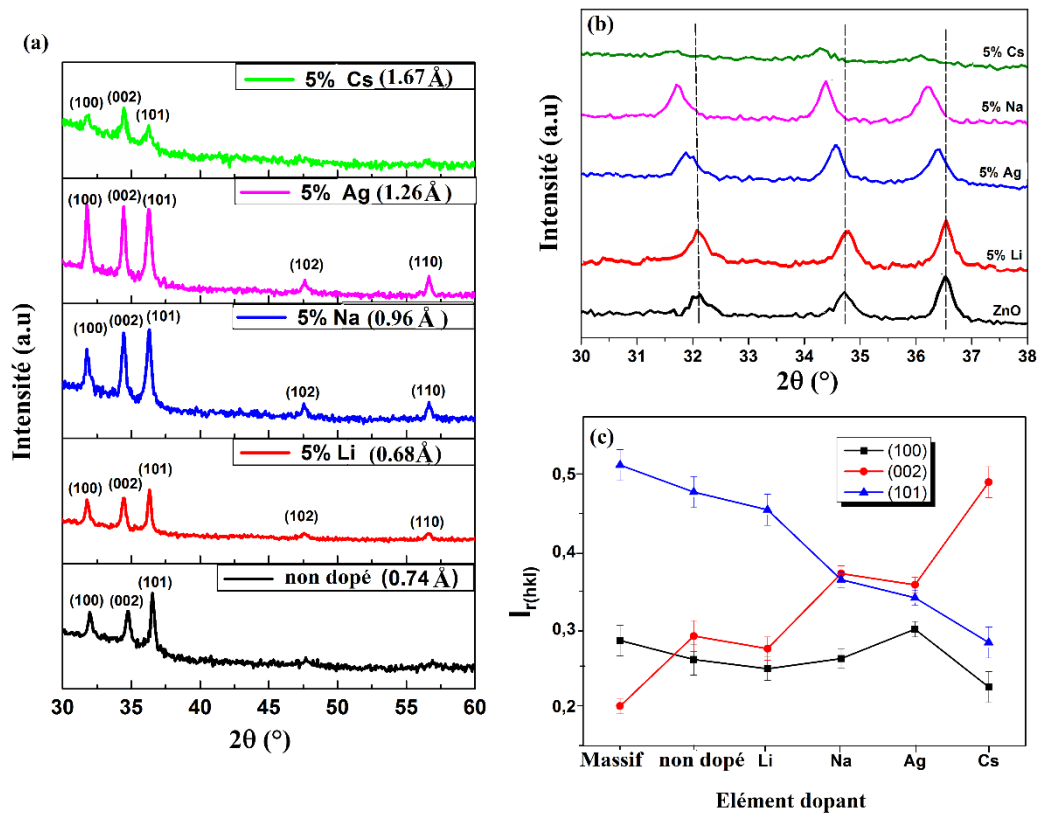 (a)
5% Cs (1.67 Å)
(100)
(002)
(101)
5% Ag (1.26 Å)
(100)
(002)
(101)
(102)
(110)
5% Na (0.96 Å)
(100)
(002)
(101)
(102)
(110)
5% Li (0.68 Å)
(100)
(002)
(101)
(102)
(110)
non dopé (0.74 Å)
(100)
(002)
(101)
30 35 40 45 50 55 60
2θ (°)
Intensité (a.u)
(b)
5% Cs
5% Na
5% Ag
5% Li
ZnO
30 31 32 33 34 35 36 37 38
2θ (°)
Intensité (a.u)
(c)
(100)
(002)
(101)
0,5
0,4
0,3
0,2
Ir(hkl)
Massif non dopé Li Na Ag Cs
Elément dopant